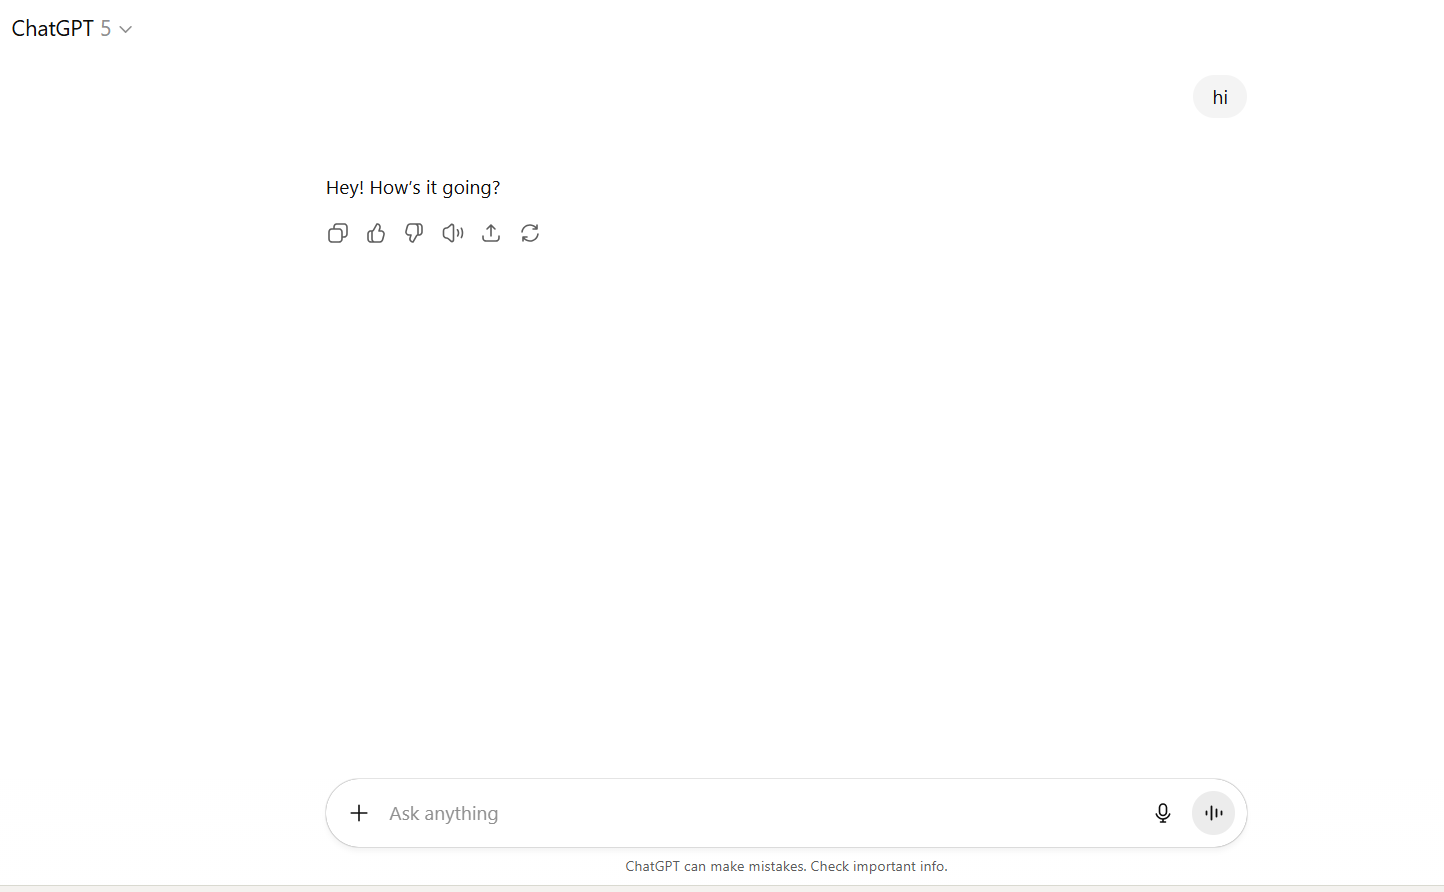 ChatGPT 5
hi
Hey! How's it going?
Ask anything
ChatGPT can make mistakes. Check important info.